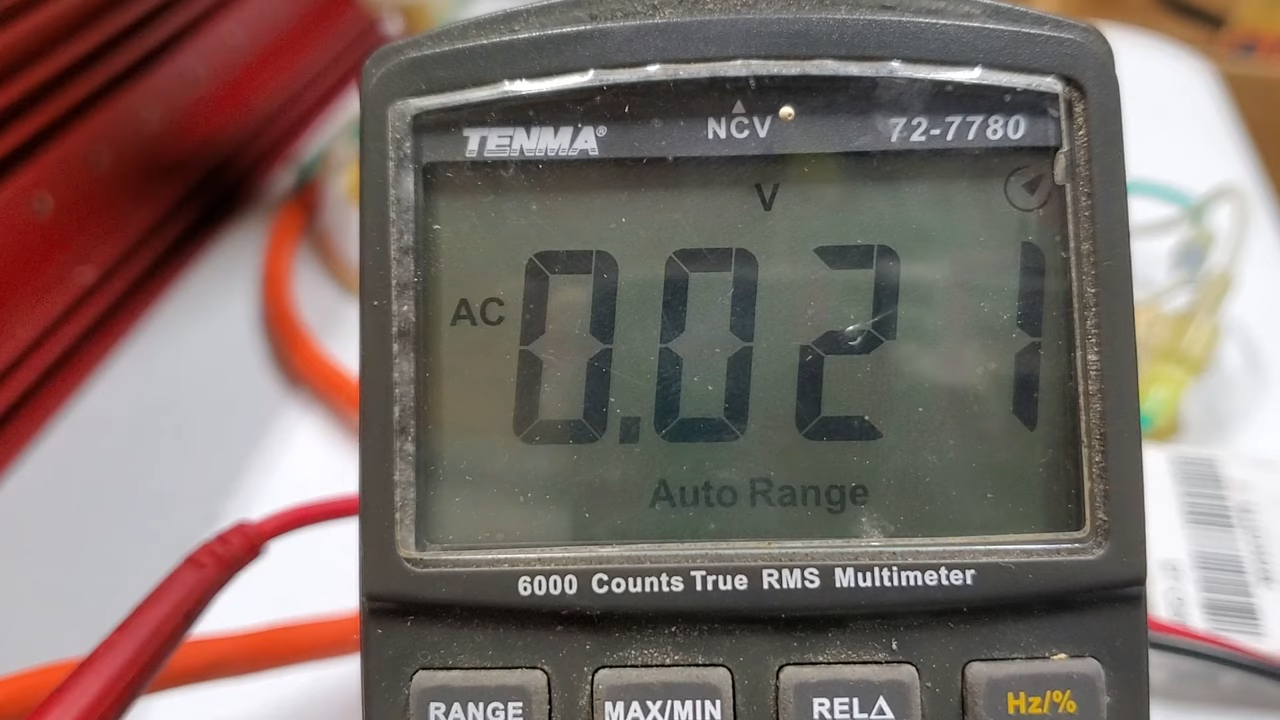 TENMA® NCV 72-7780
V
AC 0.021
Auto Range
6000 Counts True RMS Multimeter
RANGE MAX/MIN REL△ Hz/%